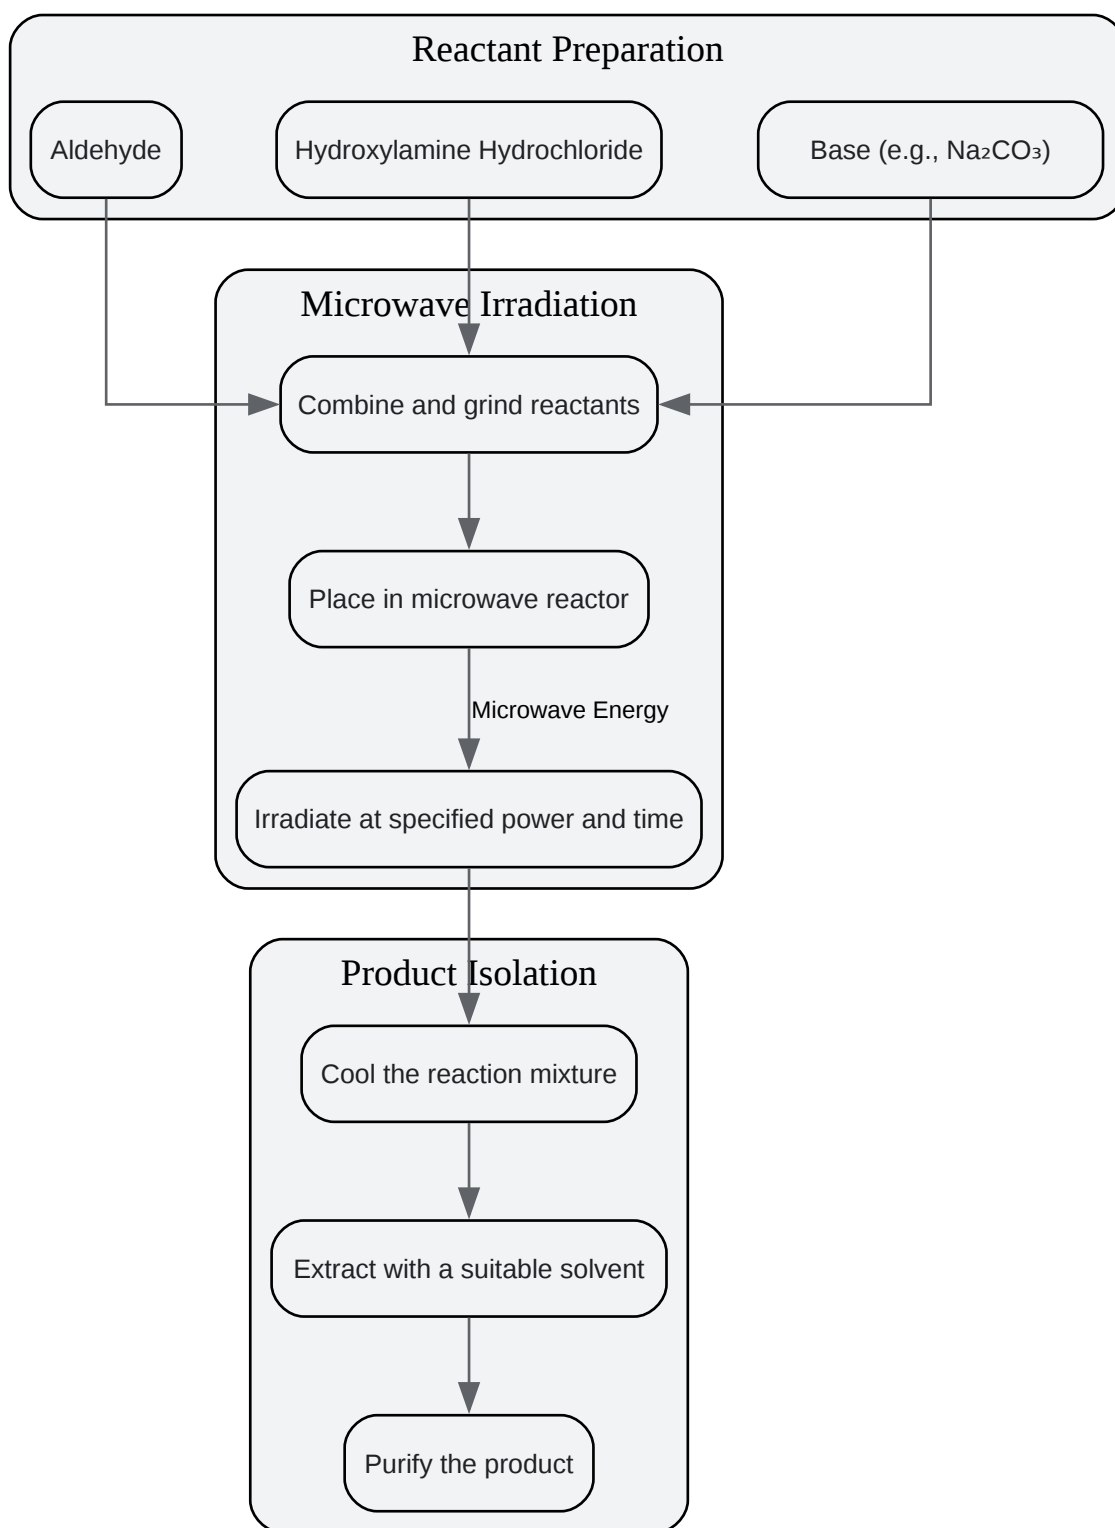 Reactant Preparation
Aldehyde
Hydroxylamine Hydrochloride
Base (e.g., Na₂CO₃)
Microwave Irradiation
Combine and grind reactants
Place in microwave reactor
Microwave Energy
Irradiate at specified power and time
Product Isolation
Cool the reaction mixture
Extract with a suitable solvent
Purify the product